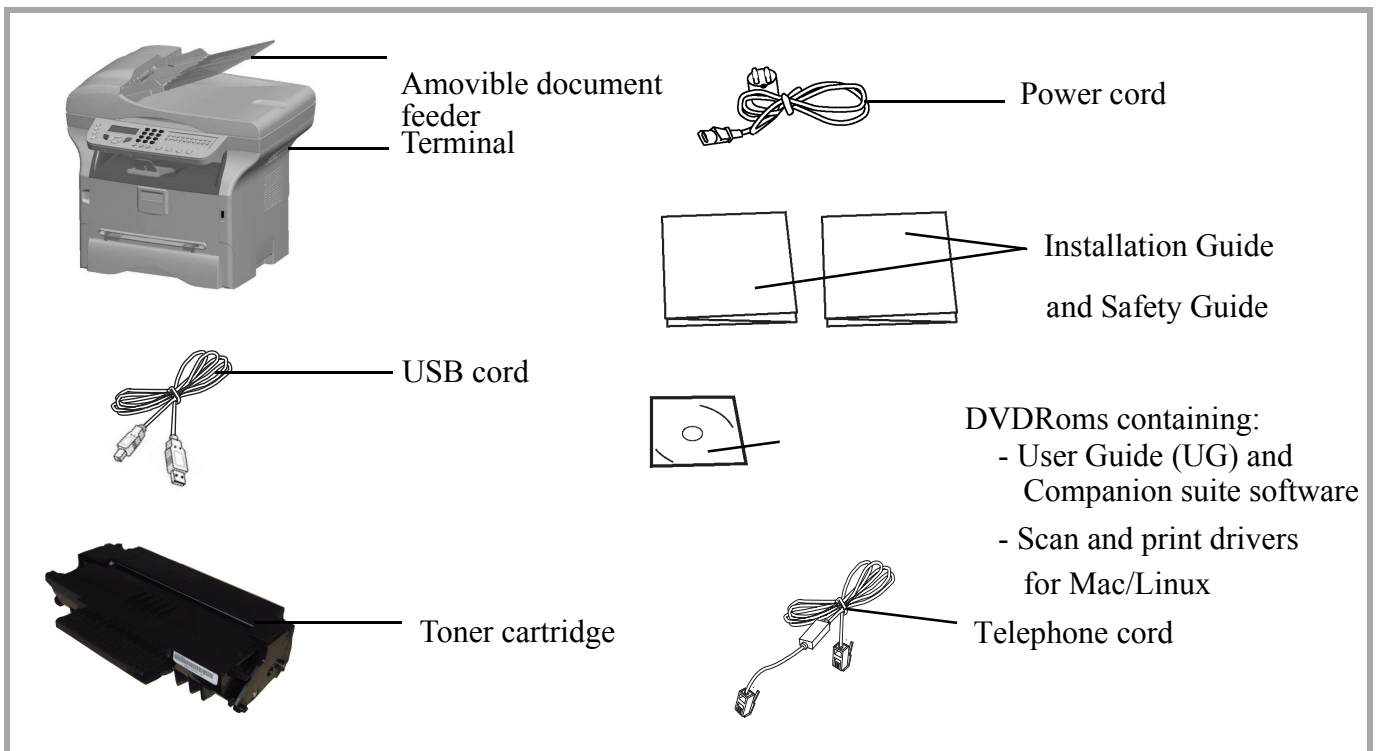 Amovible document
feeder
Terminal
Power cord
Installation Guide
and Safety Guide
USB cord
DVDRoms containing:
- User Guide (UG) and
Companion suite software
- Scan and print drivers
for Mac/Linux
Toner cartridge
Telephone cord